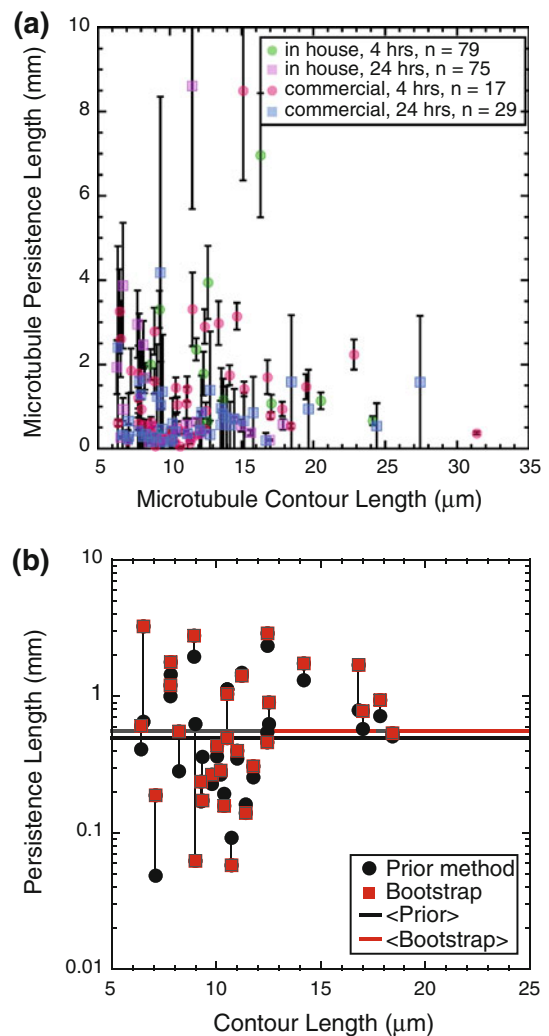 (a)
10
8
6
4
2
0
Microtubule Persistence Length (mm)
in house, 4 hrs, n = 79
in house, 24 hrs, n = 75
commercial, 4 hrs, n = 17
commercial, 24 hrs, n = 29
5 10 15 20 25 30 35
Microtubule Contour Length (μm)
(b)
10
1
0.1
0.01
Persistence Length (mm)
Prior method
Bootstrap
<Prior>
<Bootstrap>
5 10 15 20 25
Contour Length (μm)